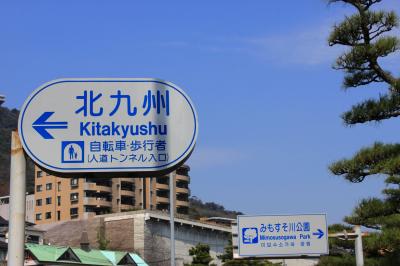 北九州
Kitakyushu
自転車・歩行者
(人道トンネル入口)
みもすそ川公園
Mimosusogawa Park